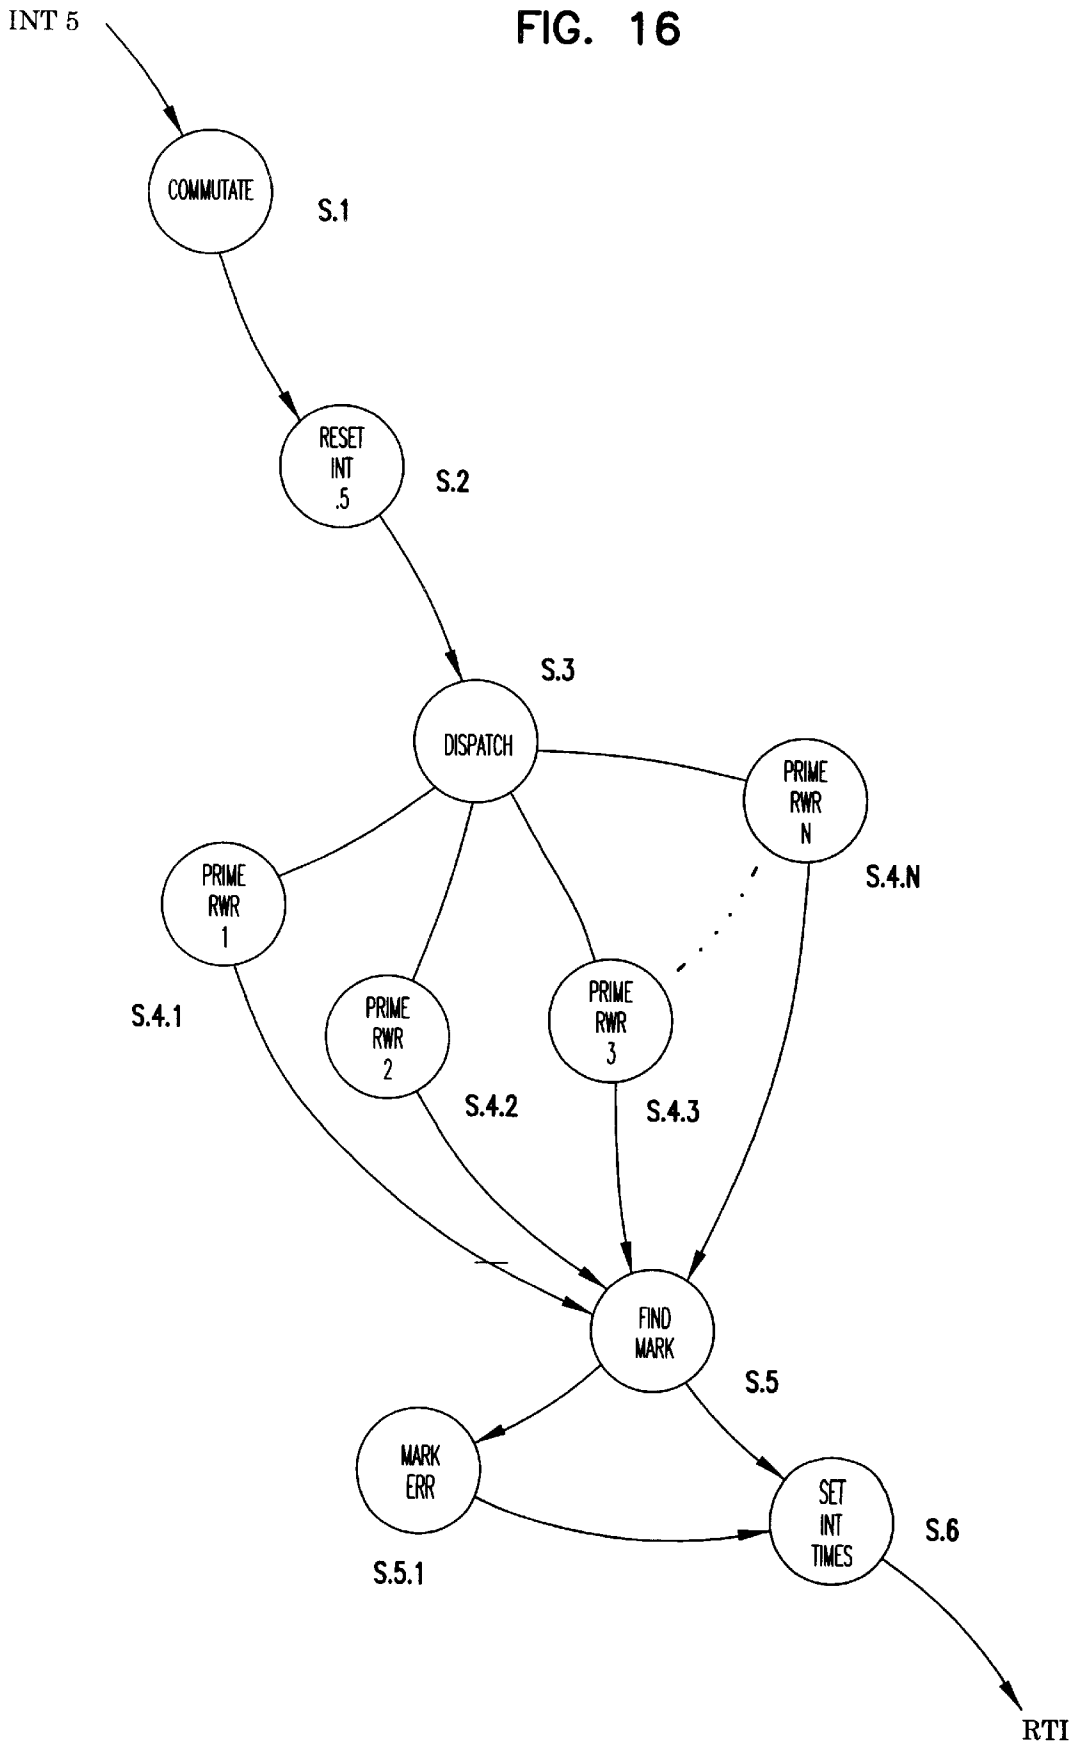 INT 5
FIG. 16
COMMUTATE
S.1
RESET
INT
.5
S.2
S.3
DISPATCH
PRIME
RWR
N
S.4.N
PRIME
RWR
1
S.4.1
PRIME
RWR
2
S.4.2
PRIME
RWR
3
S.4.3
FIND
MARK
S.5
MARK
ERR
S.5.1
SET
INT
TIMES
S.6
RTI